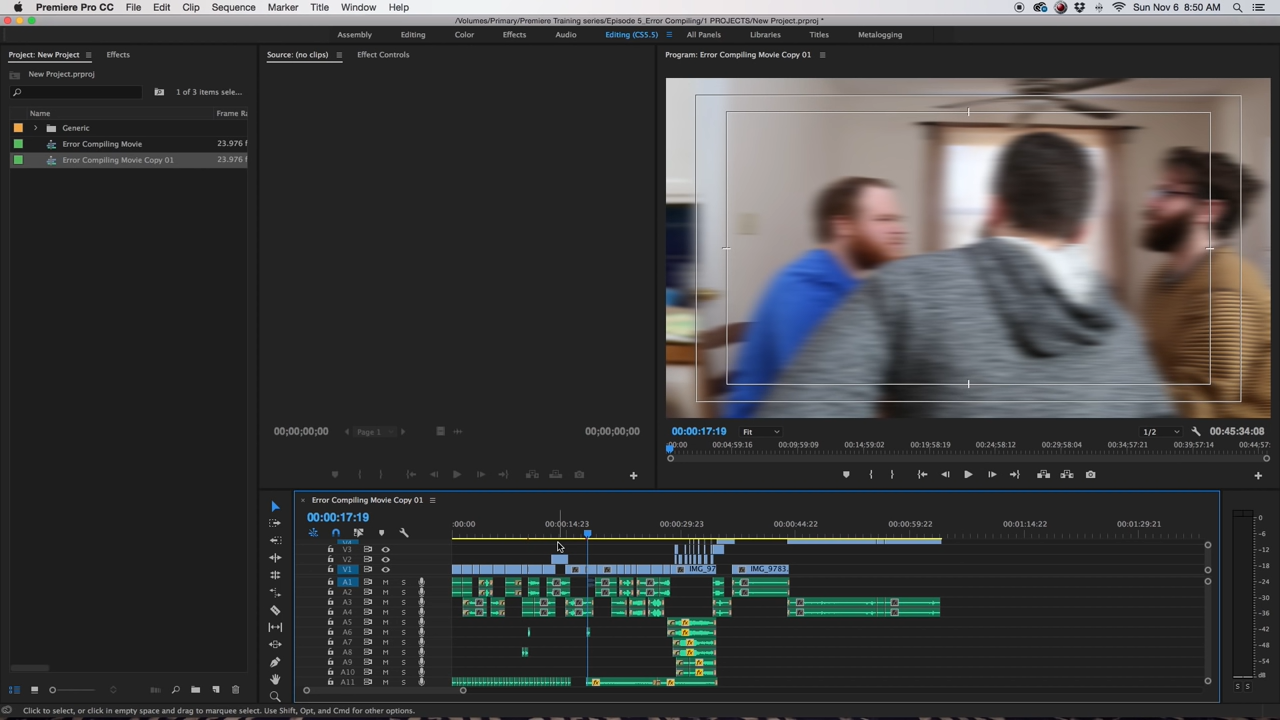 Premiere Pro CC File Edit Clip Sequence Marker Title Window Help Sun Nov 6 8:50 AM
/Volumes/Primary/Premiere Training series/Episode 5_Error Compiling/1 PROJECTS/New Project.prproj *
Assembly Editing Color Effects Audio Editing (CS5.5) All Panels Libraries Titles Metalogging
Project: New Project Effects Source: (no clips) Effect Controls Program: Error Compiling Movie Copy 01
New Project.prproj
1 of 3 items sele...
Name Frame Ra
Generic
Error Compiling Movie 23.976 f
Error Compiling Movie Copy 01 23.976 f
00;00;00;00 Page 1 00;00;00;00 00:00:17:19 Fit 1/2 00:45:34:08
:00:00 00:04:59:16 00:09:59:09 00:14:59:02 00:19:58:19 00:24:58:12 00:29:58:04 00:34:57:21 00:39:57:14 00:44:57:
Error Compiling Movie Copy 01
00:00:17:19
:00:00 00:00:14:23 00:00:29:23 00:00:44:22 00:00:59:22 00:01:14:22 00:01:29:21
V3
V2
V1 IMG_97 IMG_9783.
A1 M S
A2 M S
A3 M S
A4 M S
A5 M S
A6 M S
A7 M S
A8 M S
A9 M S
A10 M S
A11 M S
0
-6
-12
-18
-24
-30
-36
-42
-48
-54
dB
S S
Click to select, or click in empty space and drag to marquee select. Use Shift, Opt, and Cmd for other options.